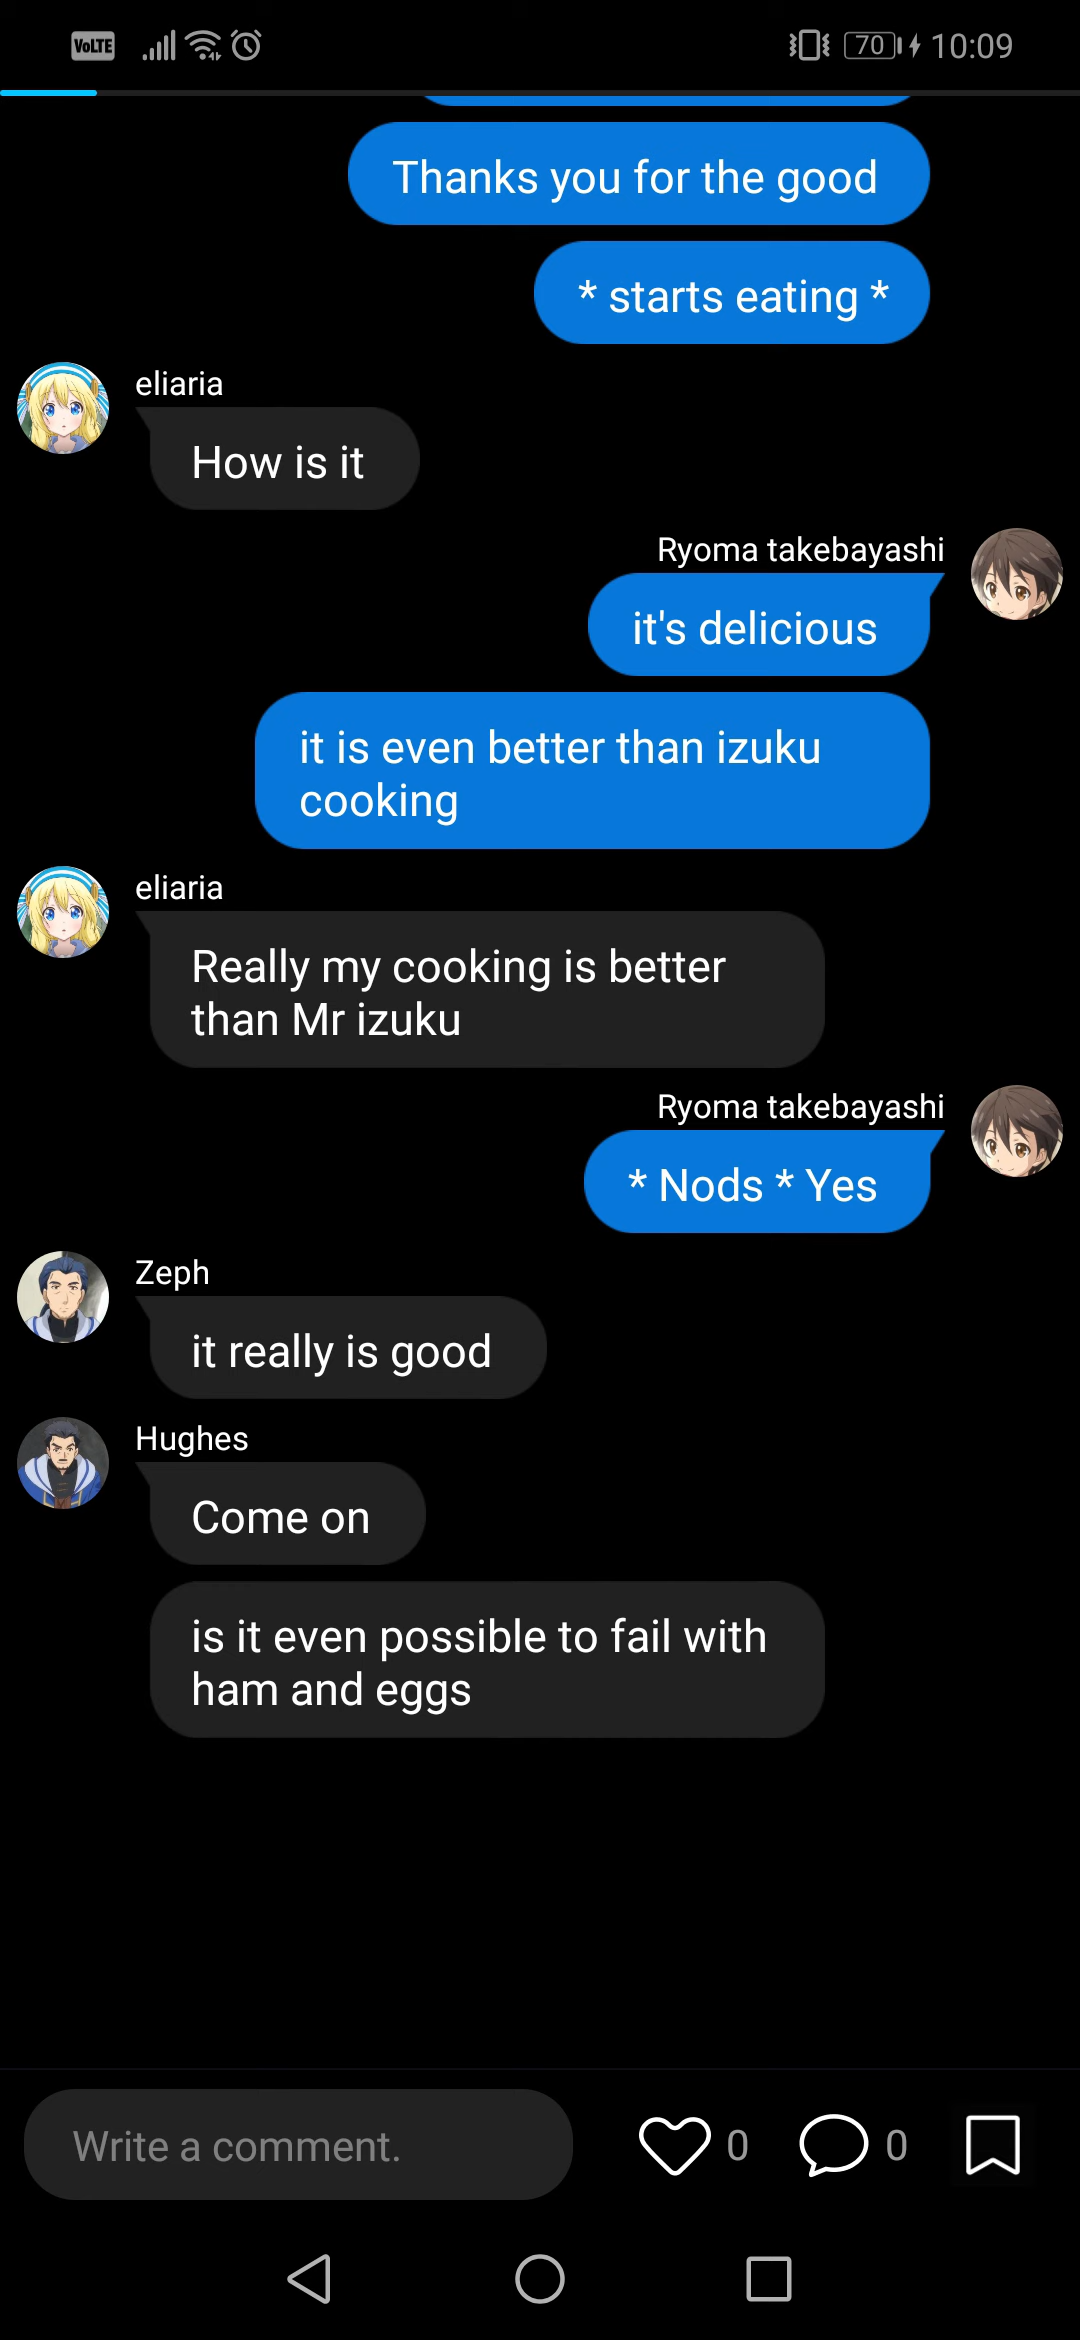 VoLTE 70 10:09
Thanks you for the good
* starts eating *
eliaria
How is it
Ryoma takebayashi
it's delicious
it is even better than izuku
cooking
eliaria
Really my cooking is better
than Mr izuku
Ryoma takebayashi
* Nods * Yes
Zeph
it really is good
Hughes
Come on
is it even possible to fail with
ham and eggs
Write a comment. 0 0